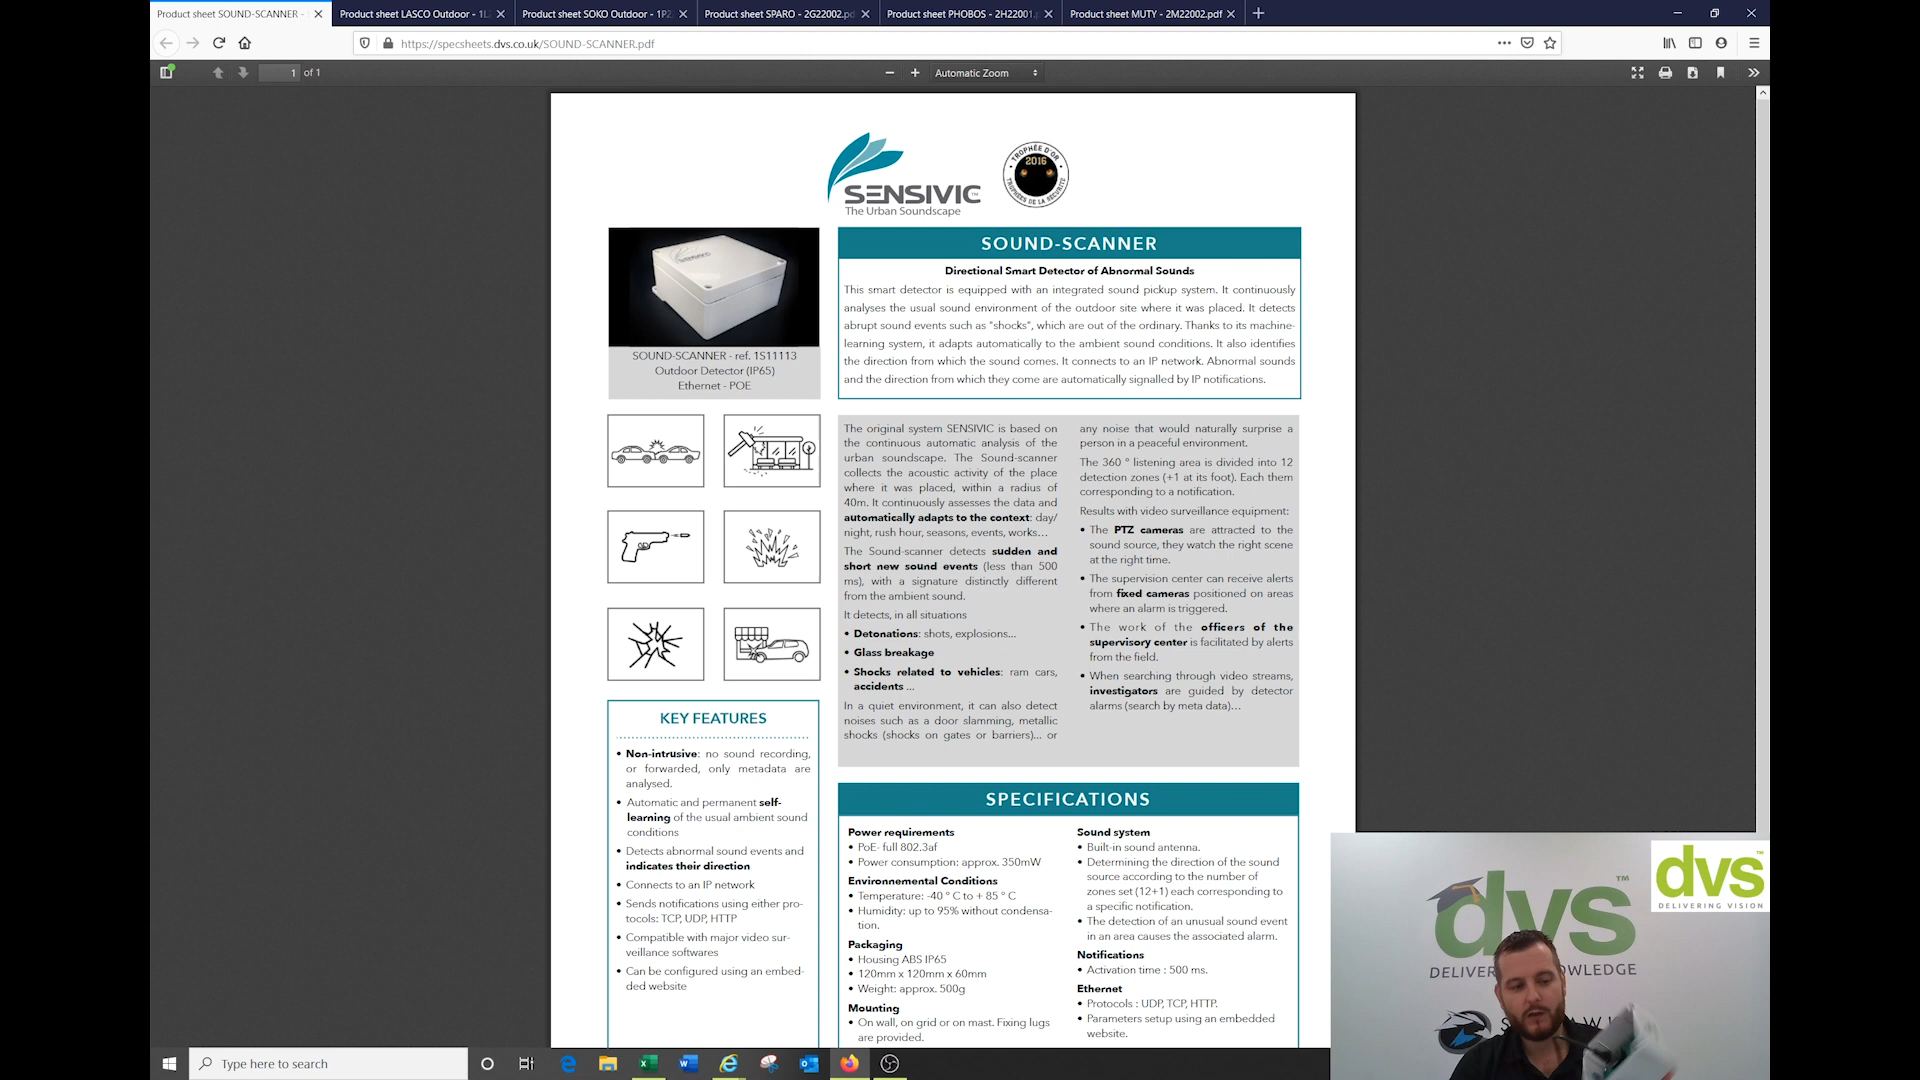 Product sheet SOUND-SCANNER -
Product sheet LASCO Outdoor - 1L
Product sheet SOKO Outdoor - 1P2
Product sheet SPARO - 2G22002.pd
Product sheet PHOBOS - 2H22001.
Product sheet MUTY - 2M22002.pdf
https://specsheets.dvs.co.uk/SOUND-SCANNER.pdf
1 of 1
Automatic Zoom
SENSIVIC™
The Urban Soundscape
TROPHÉE D'OR
2016
TROPHÉES DE LA SÉCURITÉ
SOUND-SCANNER - ref. 1S11113
Outdoor Detector (IP65)
Ethernet - POE
SOUND-SCANNER
Directional Smart Detector of Abnormal Sounds
This smart detector is equipped with an integrated sound pickup system. It continuously
analyses the usual sound environment of the outdoor site where it was placed. It detects
abrupt sound events such as "shocks", which are out of the ordinary. Thanks to its machine-
learning system, it adapts automatically to the ambient sound conditions. It also identifies
the direction from which the sound comes. It connects to an IP network. Abnormal sounds
and the direction from which they come are automatically signalled by IP notifications.
The original system SENSIVIC is based on
the continuous automatic analysis of the
urban soundscape. The Sound-scanner
collects the acoustic activity of the place
where it was placed, within a radius of
40m. It continuously assesses the data and
automatically adapts to the context: day/
night, rush hour, seasons, events, works...
The Sound-scanner detects sudden and
short new sound events (less than 500
ms), with a signature distinctly different
from the ambient sound.
It detects, in all situations
• Detonations: shots, explosions...
• Glass breakage
• Shocks related to vehicles: ram cars,
accidents ...
In a quiet environment, it can also detect
noises such as a door slamming, metallic
shocks (shocks on gates or barriers)... or
any noise that would naturally surprise a
person in a peaceful environment.
The 360 ° listening area is divided into 12
detection zones (+1 at its foot). Each them
corresponding to a notification.
Results with video surveillance equipment:
• The PTZ cameras are attracted to the
sound source, they watch the right scene
at the right time.
• The supervision center can receive alerts
from fixed cameras positioned on areas
where an alarm is triggered.
• The work of the officers of the
supervisory center is facilitated by alerts
from the field.
• When searching through video streams,
investigators are guided by detector
alarms (search by meta data)...
KEY FEATURES
• Non-intrusive: no sound recording,
or forwarded, only metadata are
analysed.
• Automatic and permanent self-
learning of the usual ambient sound
conditions
• Detects abnormal sound events and
indicates their direction
• Connects to an IP network
• Sends notifications using either pro-
tocols: TCP, UDP, HTTP
• Compatible with major video sur-
veillance softwares
• Can be configured using an embed-
ded website
SPECIFICATIONS
Power requirements
• PoE- full 802.3af
• Power consumption: approx. 350mW
Environnemental Conditions
• Temperature: -40 ° C to + 85 ° C
• Humidity: up to 95% without condensa-
tion.
Packaging
• Housing ABS IP65
• 120mm x 120mm x 60mm
• Weight: approx. 500g
Mounting
• On wall, on grid or on mast. Fixing lugs
are provided.
Sound system
• Built-in sound antenna.
• Determining the direction of the sound
source according to the number of
zones set (12+1) each corresponding to
a specific notification.
• The detection of an unusual sound event
in an area causes the associated alarm.
Notifications
• Activation time : 500 ms.
Ethernet
• Protocols : UDP, TCP, HTTP.
• Parameters setup using an embedded
website.
dvs™
DELIVERING VISION
dvs™
Type here to search